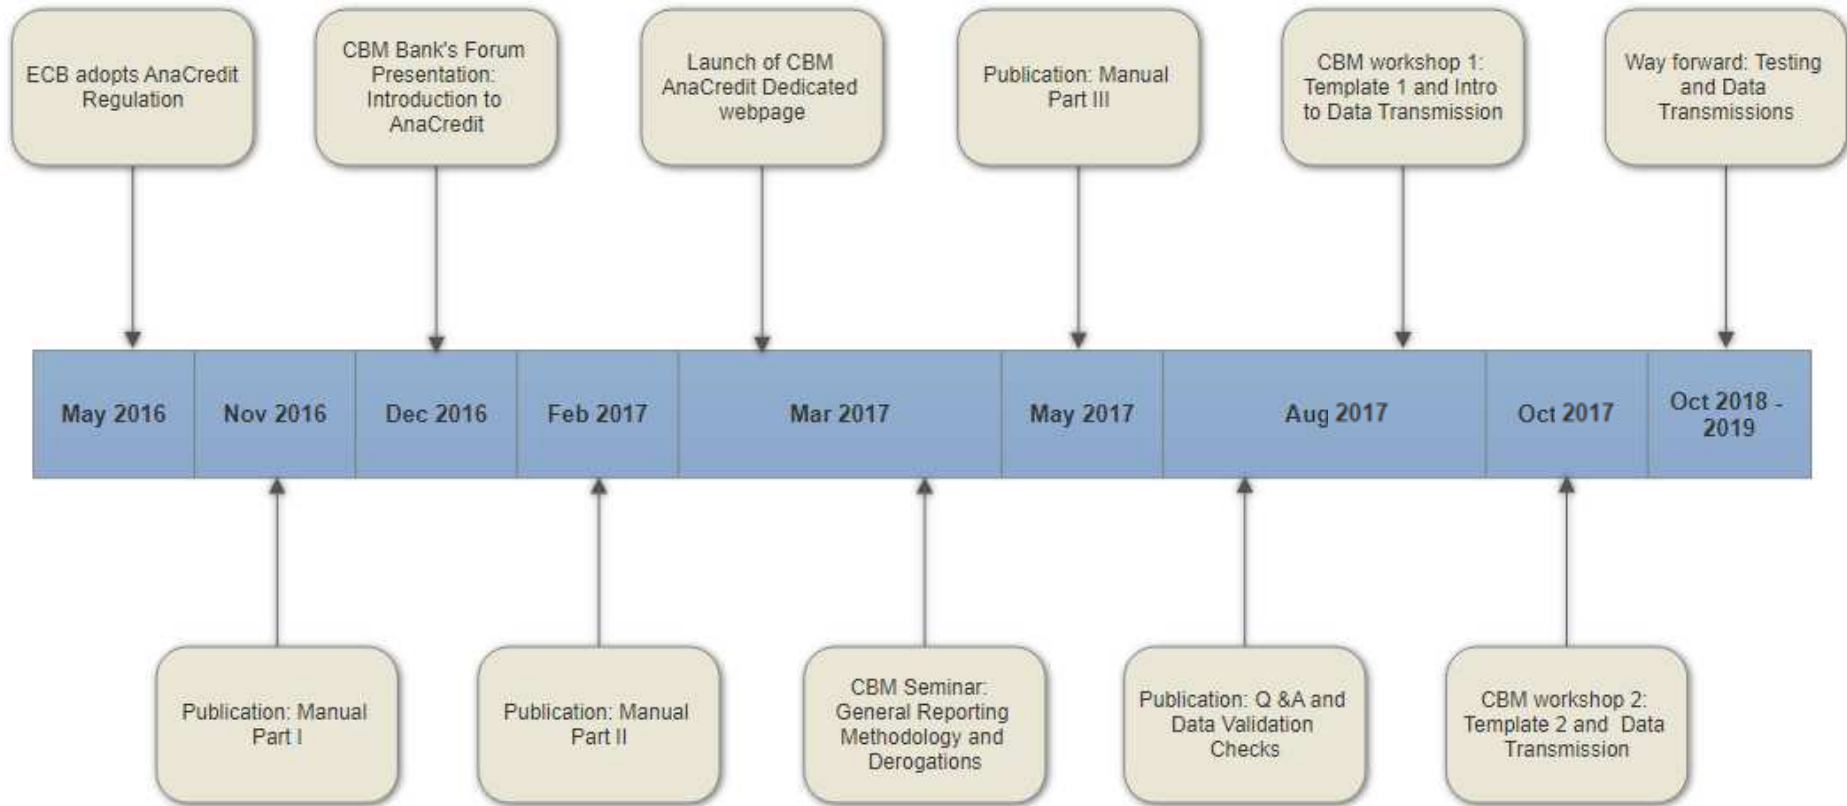 ECB adopts AnaCredit
Regulation
CBM Bank's Forum
Presentation:
Introduction to
AnaCredit
Launch of CBM
AnaCredit Dedicated
webpage
Publication: Manual
Part III
CBM workshop 1:
Template 1 and Intro
to Data Transmission
Way forward: Testing
and Data
Transmissions
May 2016
Nov 2016
Dec 2016
Feb 2017
Mar 2017
May 2017
Aug 2017
Oct 2017
Oct 2018 -
2019
Publication: Manual
Part I
Publication: Manual
Part II
CBM Seminar:
General Reporting
Methodology and
Derogations
Publication: Q &A and
Data Validation
Checks
CBM workshop 2:
Template 2 and  Data
Transmission